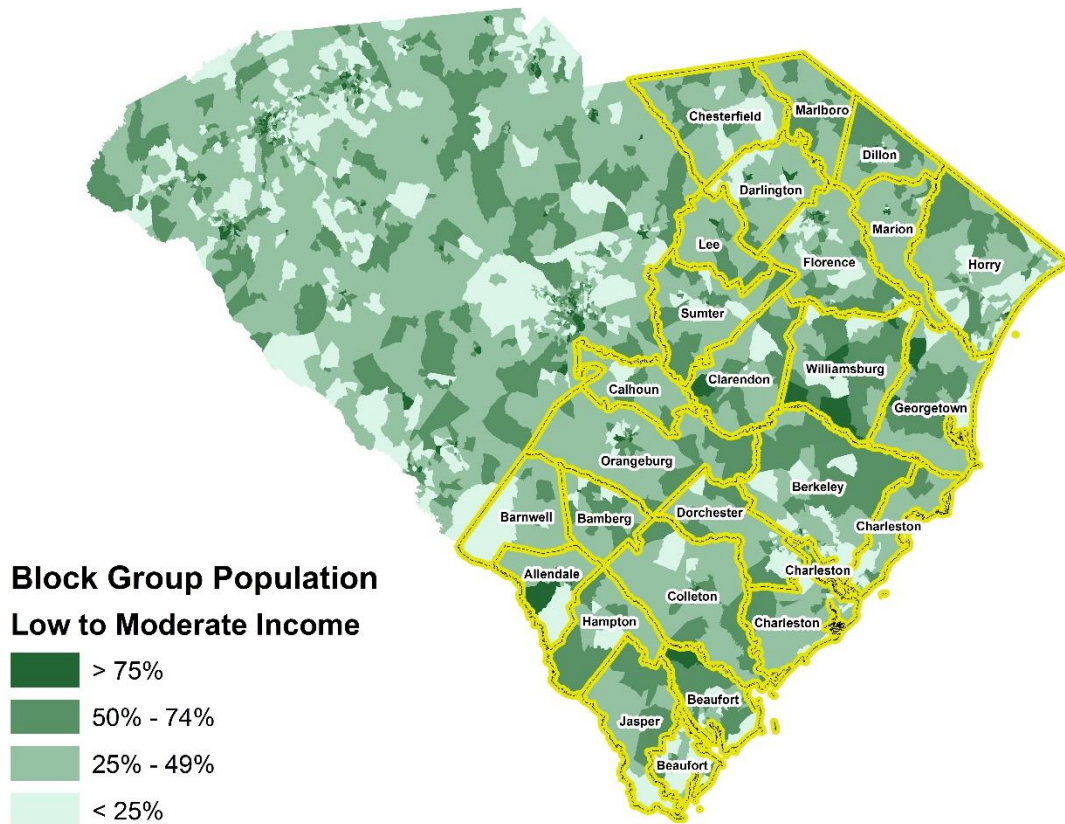 Chesterfield
Marlboro
Dillon
Darlington
Marion
Lee
Florence
Horry
Sumter
Williamsburg
Clarendon
Calhoun
Georgetown
Orangeburg
Berkeley
Barnwell
Bamberg
Dorchester
Charleston
Allendale
Charleston
Colleton
Hampton
Charleston
Beaufort
Jasper
Beaufort
Block Group Population
Low to Moderate Income
> 75%
50% - 74%
25% - 49%
< 25%